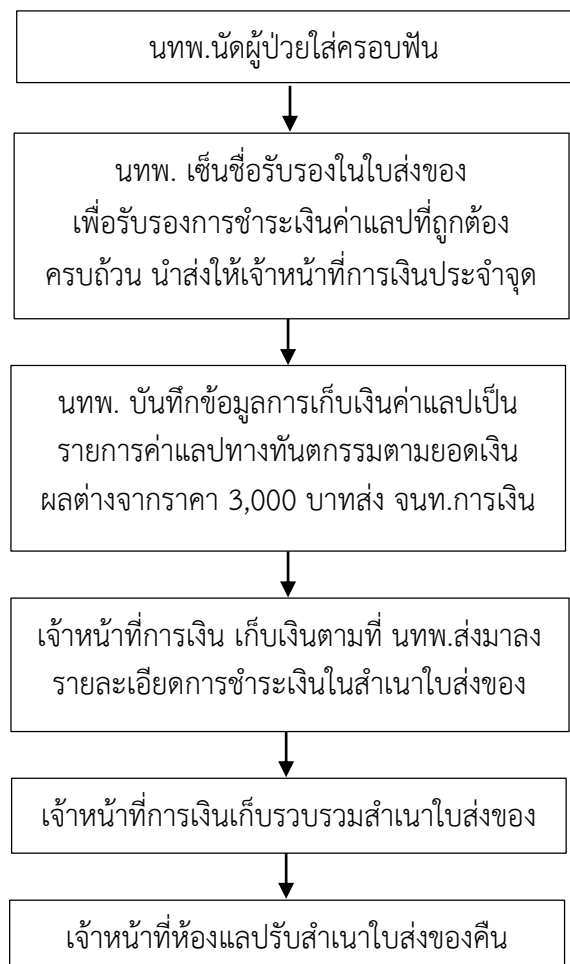 นทพ.นัดผู้ป่วยใส่ครอบฟัน
นทพ. เซ็นชื่อรับรองในใบส่งของ
เพื่อรับรองการชำระเงินค่าแลปที่ถูกต้อง
ครบถ้วน นำส่งให้เจ้าหน้าที่การเงินประจำจุด
นทพ. บันทึกข้อมูลการเก็บเงินค่าแลปเป็น
รายการค่าแลปทางทันตกรรมตามยอดเงิน
ผลต่างจากราคา 3,000 บาทส่ง จนท.การเงิน
เจ้าหน้าที่การเงิน เก็บเงินตามที่ นทพ.ส่งมาลง
รายละเอียดการชำระเงินในสำเนาใบส่งของ
เจ้าหน้าที่การเงินเก็บรวบรวมสำเนาใบส่งของ
เจ้าหน้าที่ห้องแลปรับสำเนาใบส่งของคืน